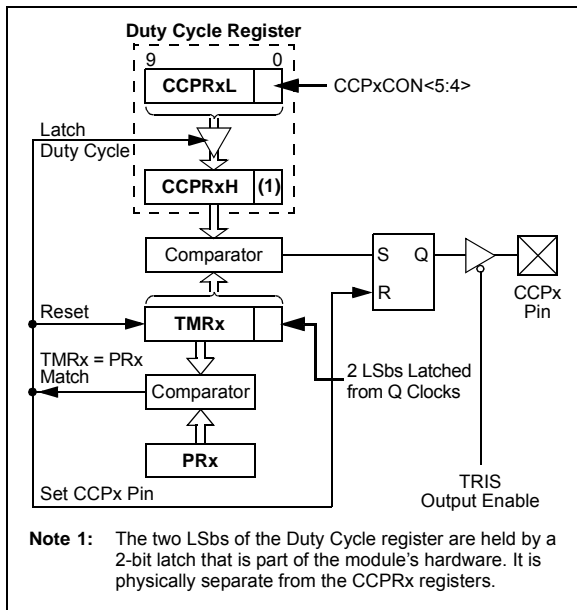 Duty Cycle Register
9 0
CCPRxL
CCPxCON<5:4>
Latch
Duty Cycle
CCPRxH (1)
Comparator
S Q
R
CCPx
Pin
Reset
TMRx
TMRx = PRx
Match
2 LSbs Latched
from Q Clocks
Comparator
PRx
Set CCPx Pin
TRIS
Output Enable
Note 1: The two LSbs of the Duty Cycle register are held by a
2-bit latch that is part of the module's hardware. It is
physically separate from the CCPRx registers.